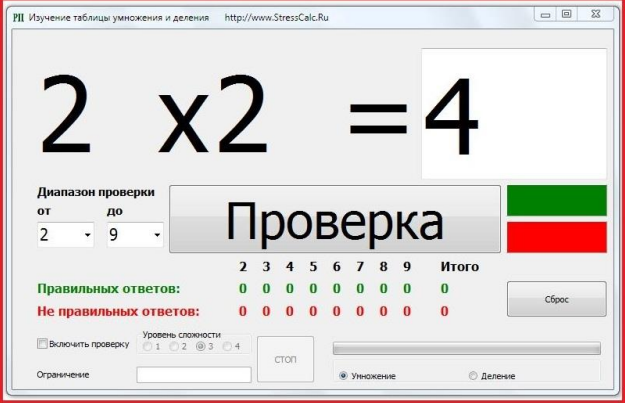 РП Изучение таблицы умножения и деления http://www.StressCalc.Ru
2 x2 =4
Диапазон проверки
от до
2 9
Проверка
2 3 4 5 6 7 8 9 Итого
Правильных ответов: 0 0 0 0 0 0 0 0 0
Не правильных ответов: 0 0 0 0 0 0 0 0 0
Сброс
Включить проверку
Уровень сложности
1 2 3 4
СТОП
Ограничение
Умножение Деление